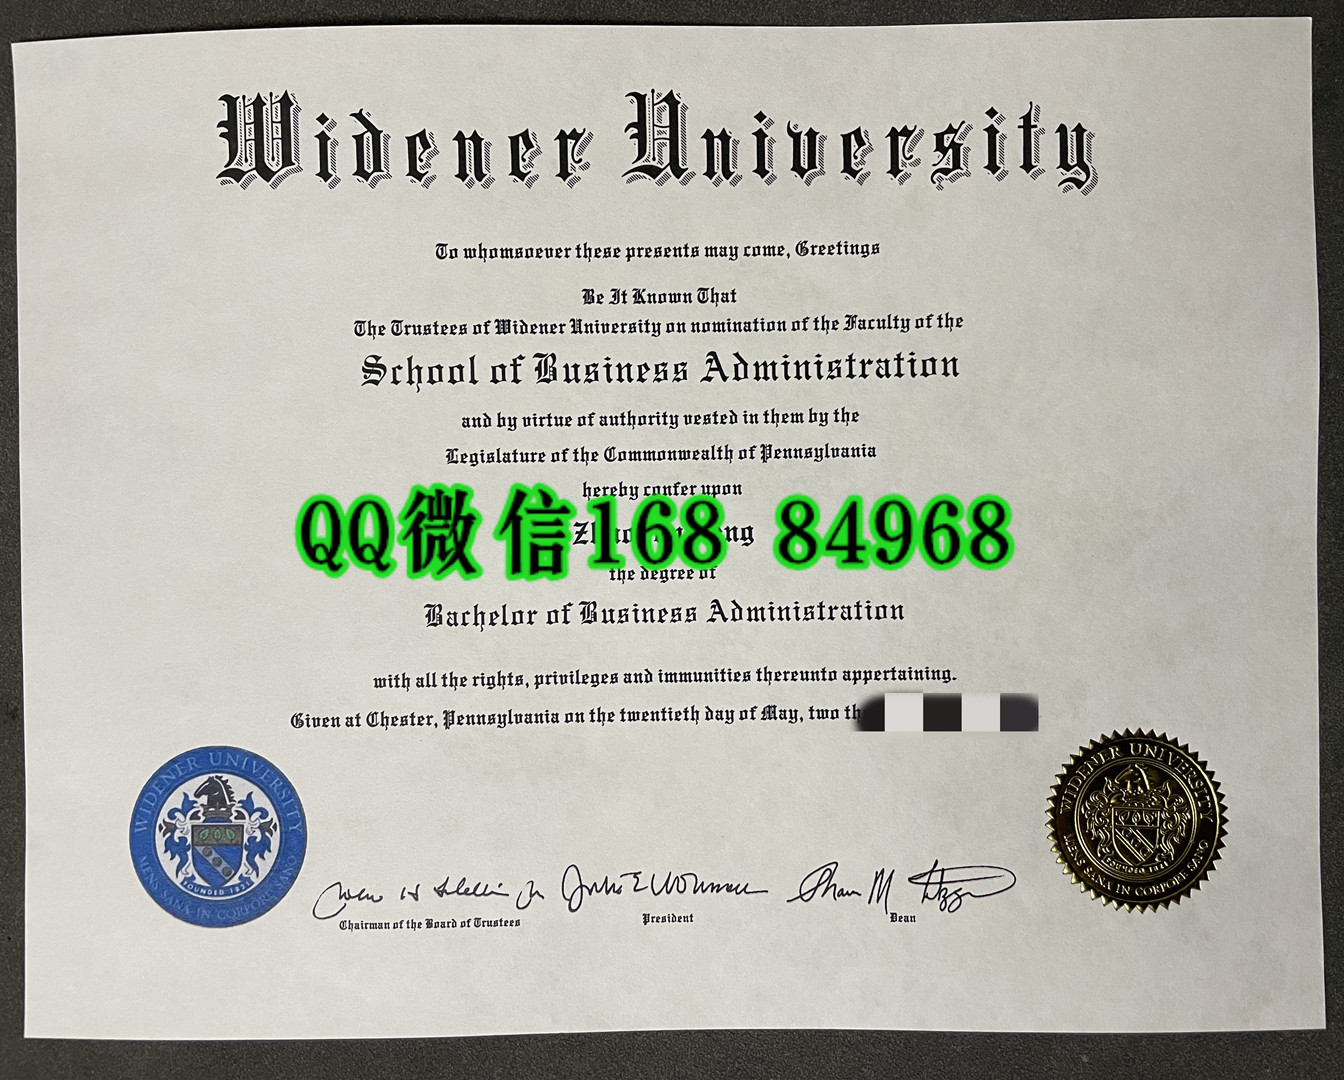 Widener University
To whomsoever these presents may come, Greetings
Be It Known That
The Trustees of Widener University on nomination of the Faculty of the
School of Business Administration
and by virtue of authority vested in them by the
Legislature of the Commonwealth of Pennsylvania
hereby confer upon
QQ微信168 84968
the degree of
Bachelor of Business Administration
with all the rights, privileges and immunities thereunto appertaining.
Given at Chester, Pennsylvania on the twentieth day of May, two th
WIDENER UNIVERSITY
FOUNDED 1821
MENS SANA IN CORPORE SANO
WIDENER UNIVERSITY
FOUNDED 1821
MENS SANA IN CORPORE SANO
Chairman of the Board of Trustees
President
Dean